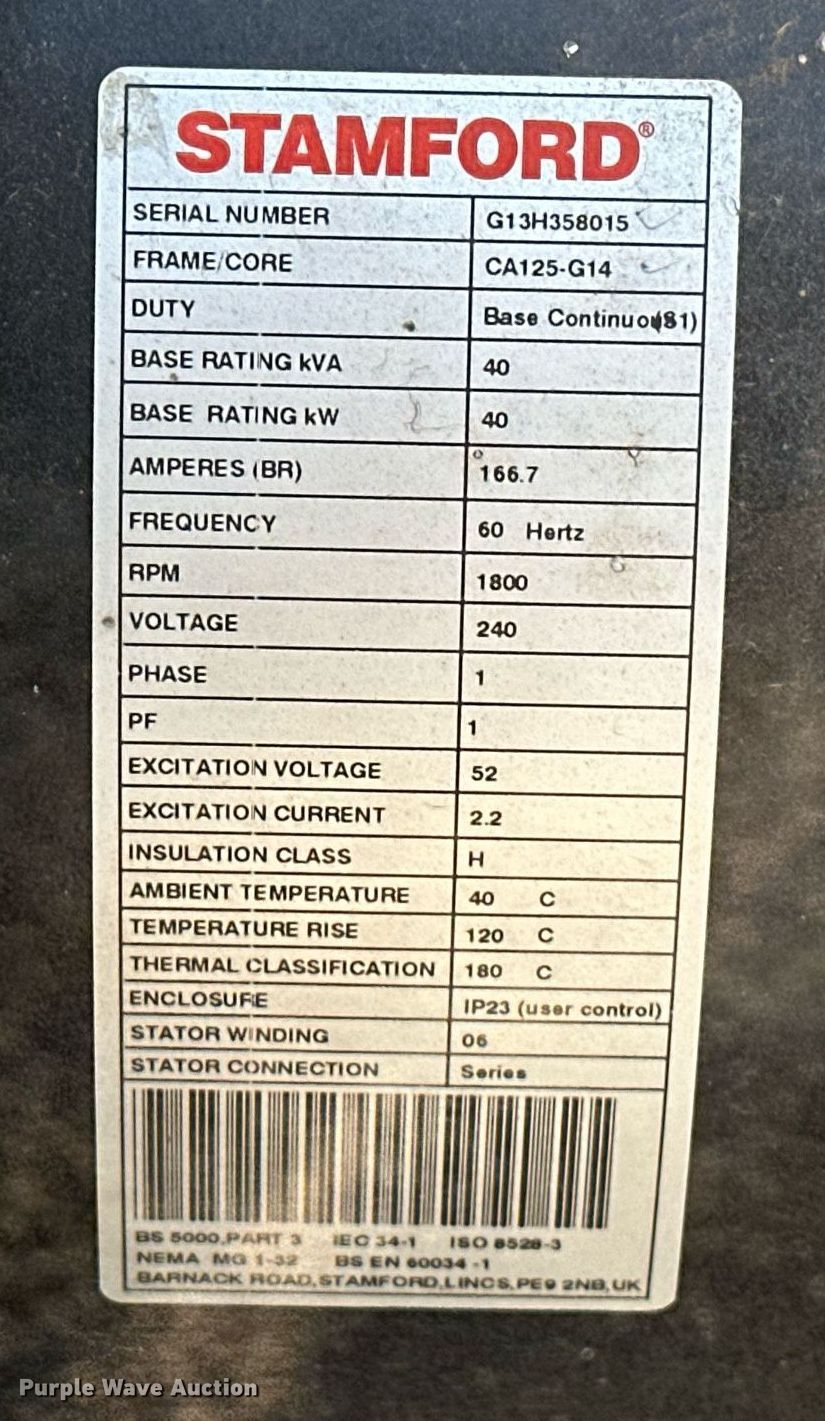 STAMFORD®
SERIAL NUMBER G13H358015
FRAME/CORE CA125-G14
DUTY Base Continuous(S1)
BASE RATING kVA 40
BASE RATING kW 40
AMPERES (BR) 166.7
FREQUENCY 60 Hertz
RPM 1800
VOLTAGE 240
PHASE 1
PF 1
EXCITATION VOLTAGE 52
EXCITATION CURRENT 2.2
INSULATION CLASS H
AMBIENT TEMPERATURE 40 C
TEMPERATURE RISE 120 C
THERMAL CLASSIFICATION 180 C
ENCLOSURE IP23 (user control)
STATOR WINDING 06
STATOR CONNECTION Series
BS 5000,PART 3 IEC 34-1 ISO 8528-3
NEMA MG 1-32 BS EN 60034 -1
BARNACK ROAD,STAMFORD,LINCS,PE9 2NB,UK
Purple Wave Auction